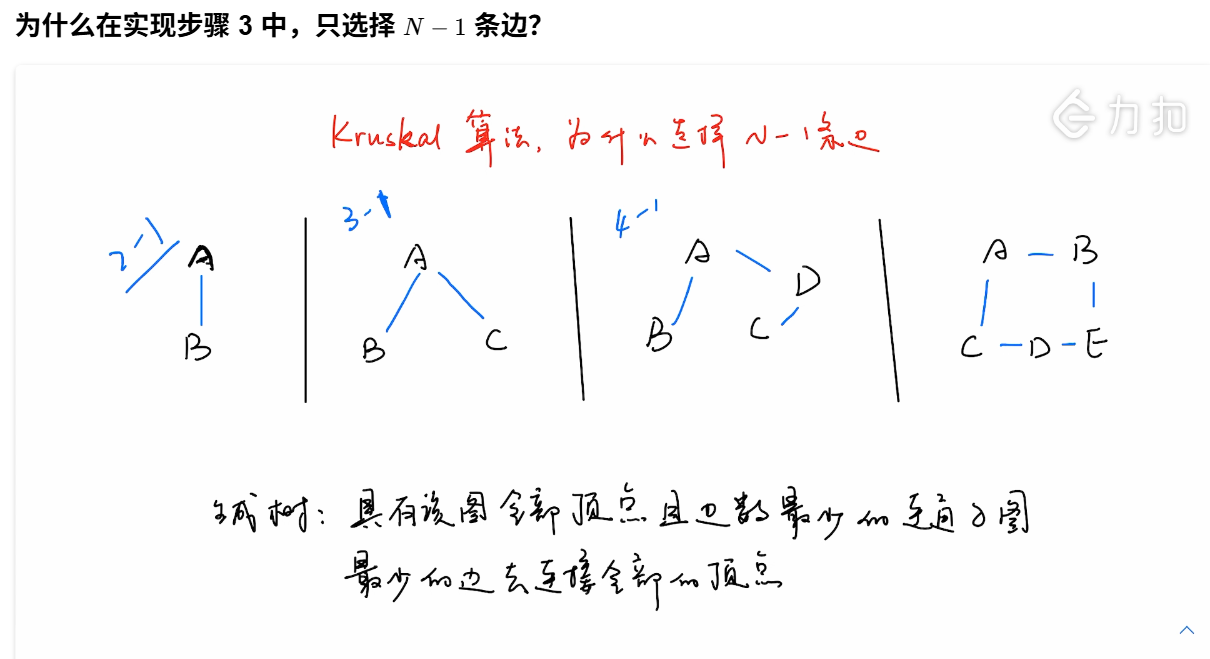 为什么在实现步骤 3 中，只选择 N − 1 条边？
力扣
Kruskal 算法，为什么选择 N-1条边
2-1
A
B
3-1
A
B
C
4-1
A
D
B
C
A
B
C
D
E
生成树：具有该图全部顶点且边数最少的连通子图
最少的边去连接全部的顶点